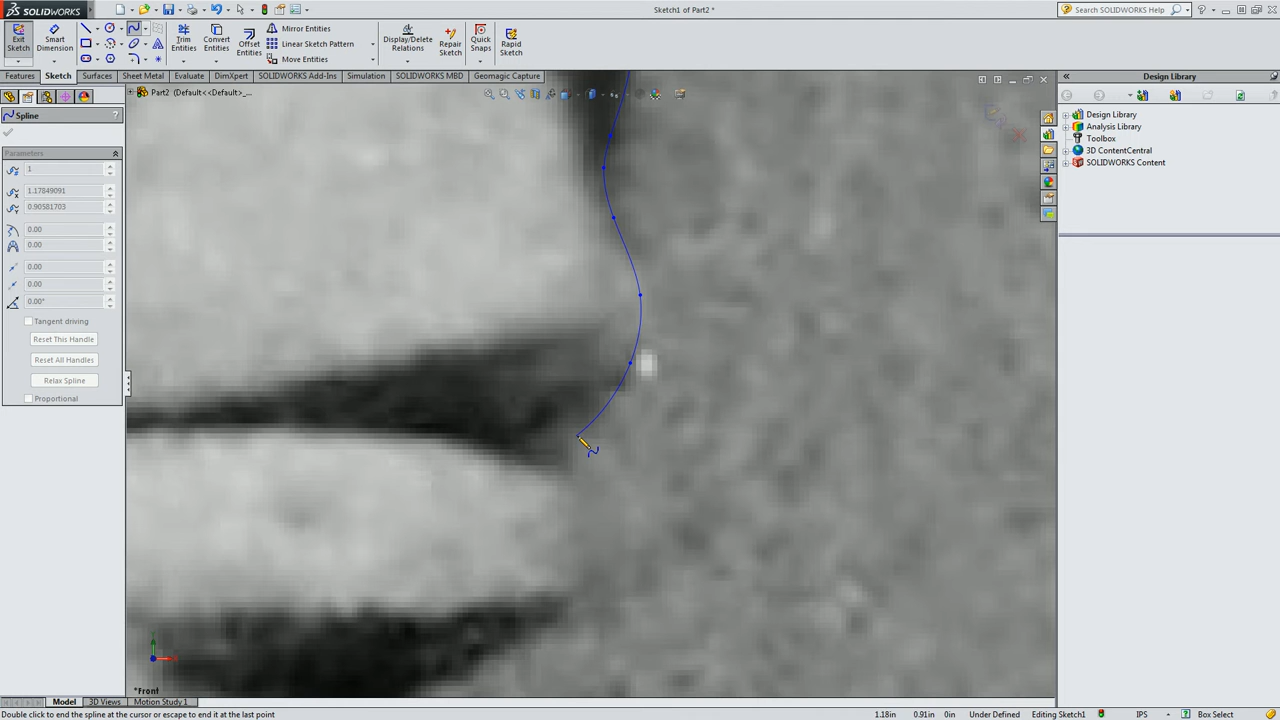 SOLIDWORKS
Sketch1 of Part2 *
Search SOLIDWORKS Help
Exit Sketch
Smart Dimension
Trim Entities
Convert Entities
Offset Entities
Mirror Entities
Linear Sketch Pattern
Move Entities
Display/Delete Relations
Repair Sketch
Quick Snaps
Rapid Sketch
Features
Sketch
Surfaces
Sheet Metal
Evaluate
DimXpert
SOLIDWORKS Add-Ins
Simulation
SOLIDWORKS MBD
Geomagic Capture
Design Library
Part2 (Default<<Default>_...
Spline
?
Parameters
1
1.17849091
0.90581703
0.00
0.00
0.00
0.00
0.00°
Tangent driving
Reset This Handle
Reset All Handles
Relax Spline
Proportional
Design Library
Analysis Library
Toolbox
3D ContentCentral
SOLIDWORKS Content
*Front
Model
3D Views
Motion Study 1
Double click to end the spline at the cursor or escape to end it at the last point
1.18in
0.91in
0in
Under Defined
Editing Sketch1
IPS
Box Select